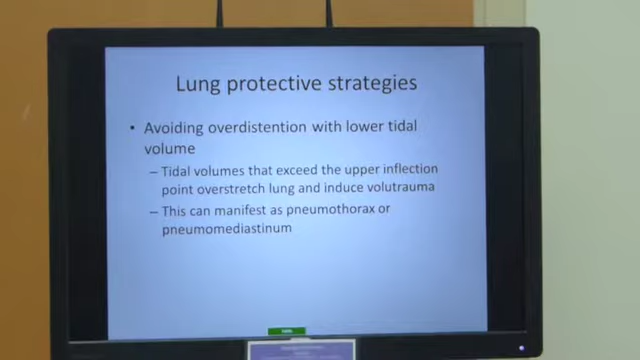 Lung protective strategies
• Avoiding overdistention with lower tidal
volume
– Tidal volumes that exceed the upper inflection
point overstretch lung and induce volutrauma
– This can manifest as pneumothorax or
pneumomediastinum